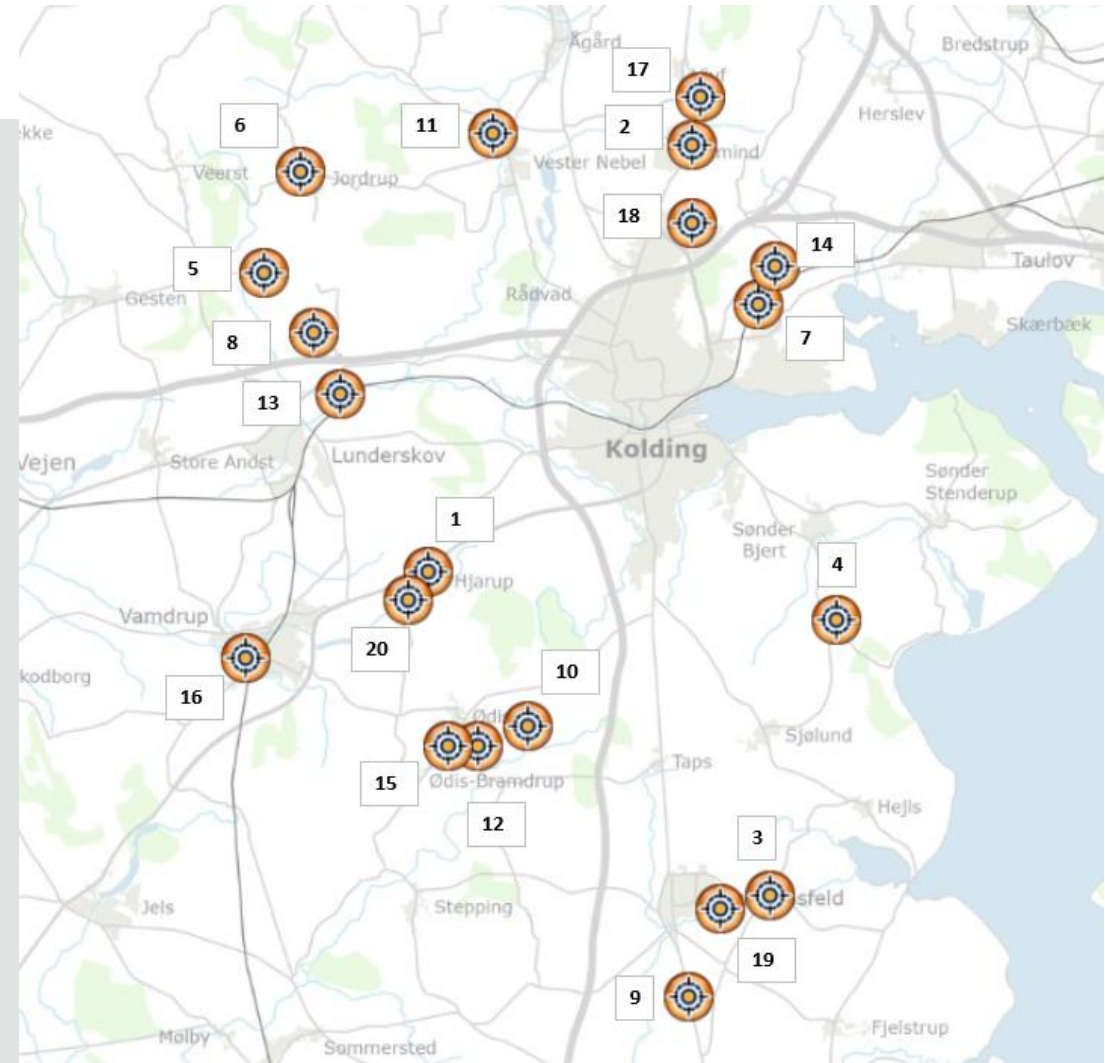 Ågård
Bredstrup
17
Herslev
6
11
2
ekke
mind
Vester Nebel
Veerst
Jordrup
18
14
5
Taulov
Gesten
Rådvad
Skærbæk
8
7
13
Kolding
Lunderskov
Vejen
Store Andst
Sønder
Stenderup
1
Sønder
Bjert
4
Hjarup
Vamdrup
20
10
kodborg
16
Ødi
Sjølund
Taps
15
Ødis-Bramdrup
12
Hejls
3
sfeld
Jels
Stepping
19
9
Fjelstrup
Mølby
Sommersted